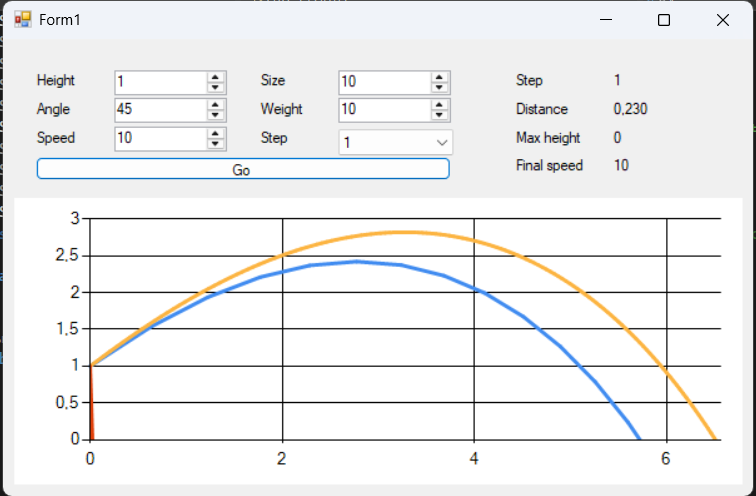 Form1
Height 1 Size 10 Step 1
Angle 45 Weight 10 Distance 0,230
Speed 10 Step 1 Max height 0
Go Final speed 10
3
2,5
2
1,5
1
0,5
0
0 2 4 6